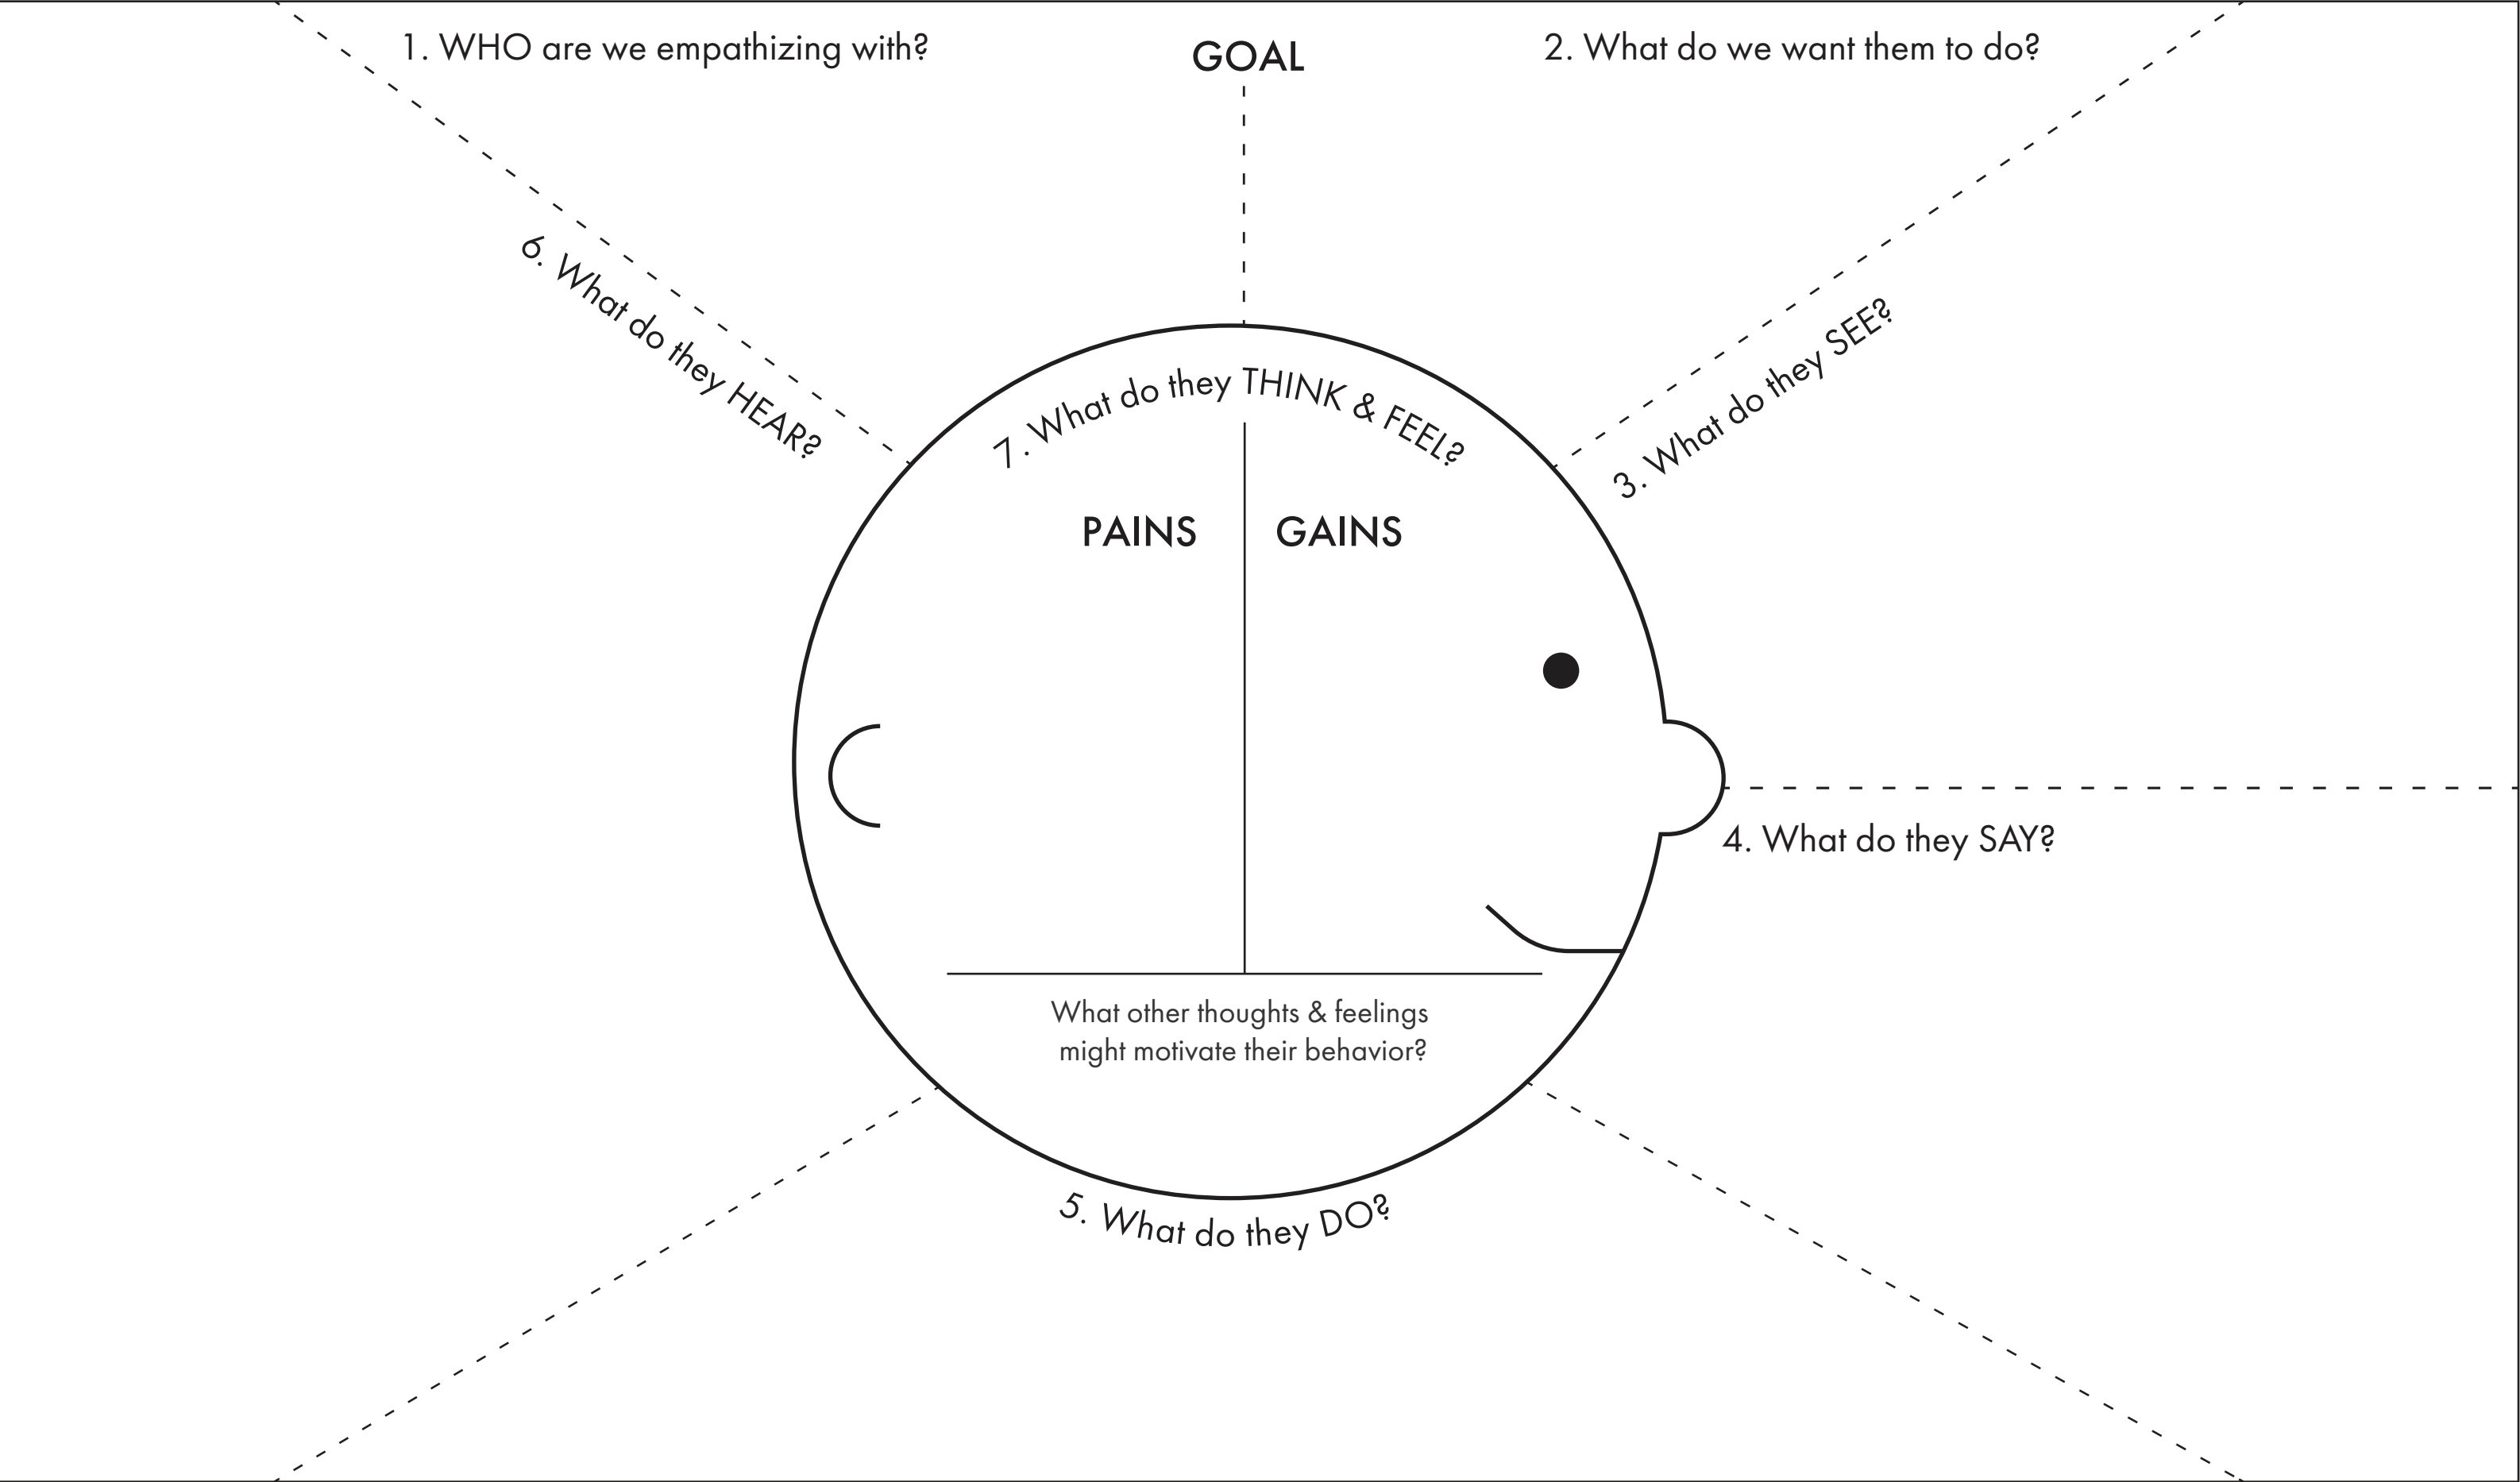 1. WHO are we empathizing with?
GOAL
2. What do we want them to do?
6. What do they HEAR?
3. What do they SEE?
7. What do they THINK & FEEL?
PAINS
GAINS
4. What do they SAY?
What other thoughts & feelings
might motivate their behavior?
5. What do they DO?